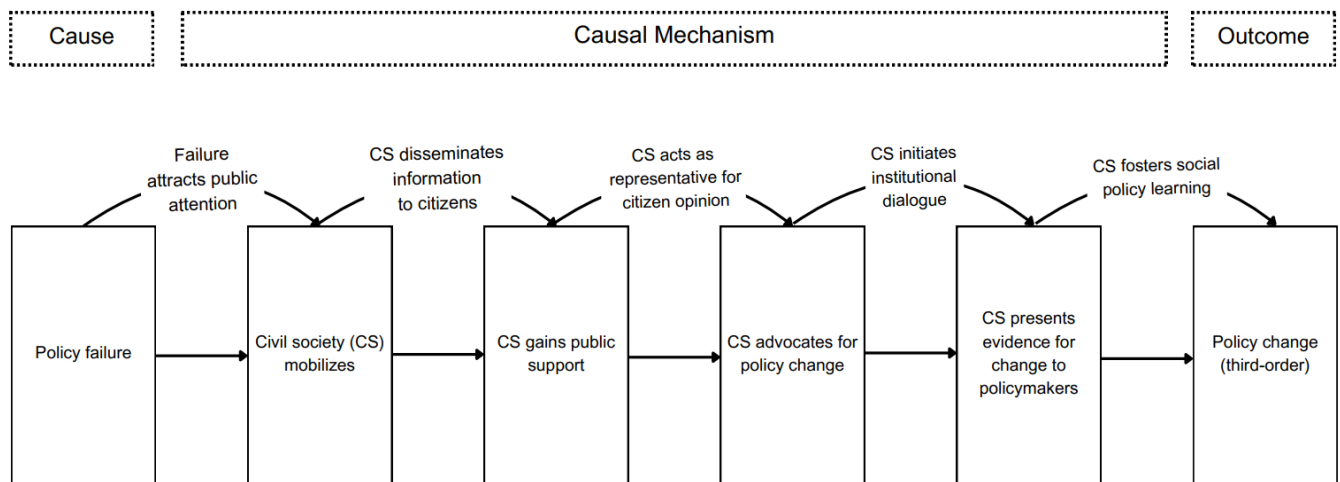 Cause
Causal Mechanism
Outcome
Failure
attracts public
attention
CS disseminates
information
to citizens
CS acts as
representative for
citizen opinion
CS initiates
institutional
dialogue
CS fosters social
policy learning
Policy failure
Civil society (CS)
mobilizes
CS gains public
support
CS advocates for
policy change
CS presents
evidence for
change to
policymakers
Policy change
(third-order)